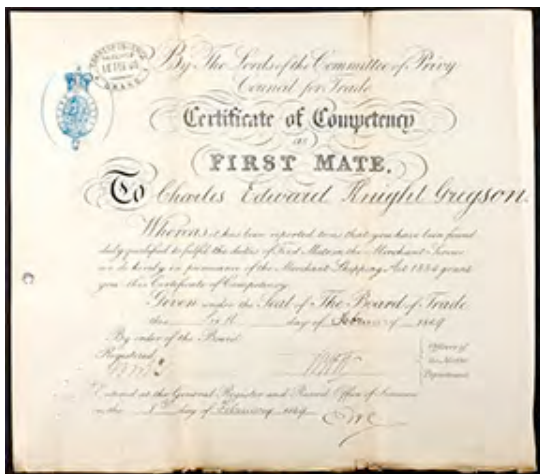 By The Lords of the Committee of Privy
Council for Trade
Certificate of Competency
as
FIRST MATE.
To Charles Edward Knight Gregson.
Whereas it has been reported to us that you have been found
duly qualified to fulfil the duties of First Mate in the Merchant Service
we do hereby in pursuance of the Merchant Shipping Act 1854 grant
you this Certificate of Competency.
Given under the Seal of The Board of Trade
this day of February 1869
By order of the Board
Registered
Officers of
the Marine
Department
Entered at the General Register and Record Office of Seamen
on the day of February 1869